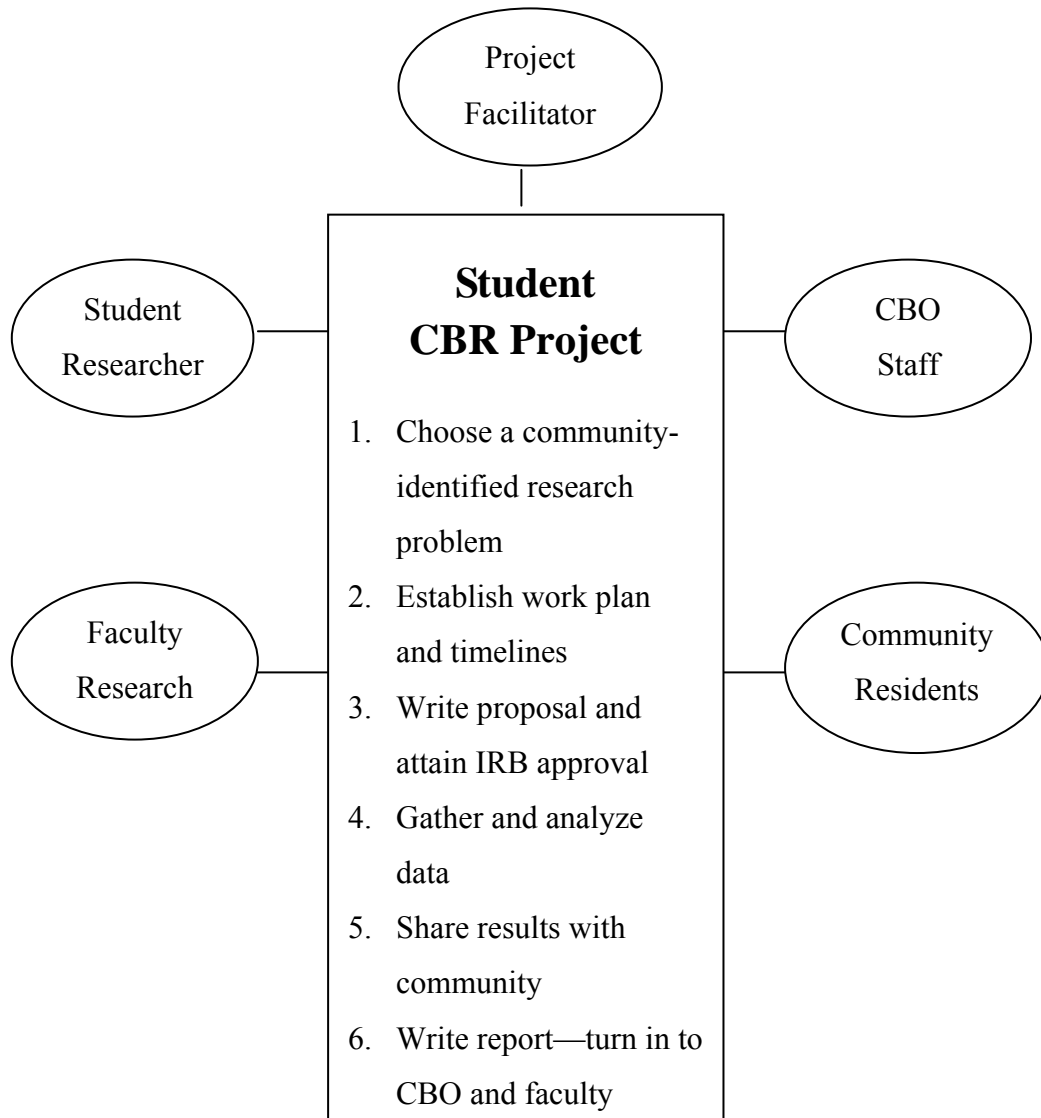 Project
Facilitator
Student
Researcher
Student
CBR Project
CBO
Staff
1. Choose a community-
identified research
problem
2. Establish work plan
and timelines
Faculty
Research
Community
Residents
3. Write proposal and
attain IRB approval
4. Gather and analyze
data
5. Share results with
community
6. Write report—turn in to
CBO and faculty